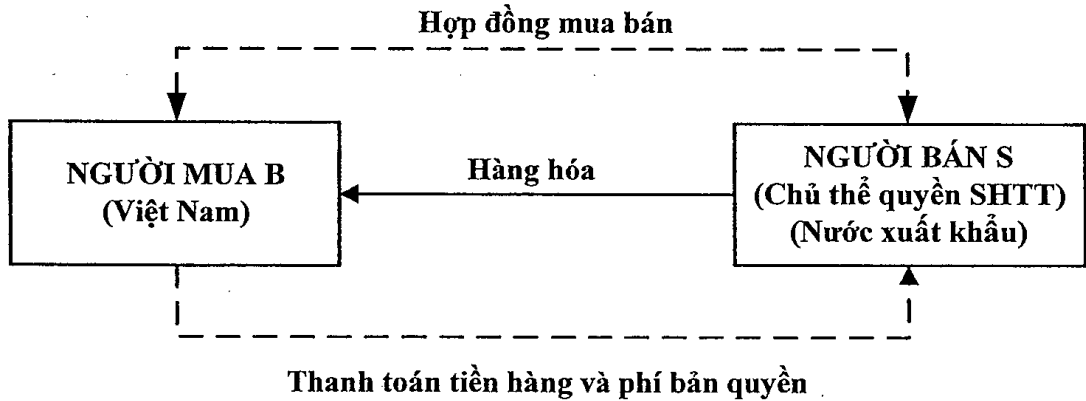 Hợp đồng mua bán
NGƯỜI MUA B
(Việt Nam)
Hàng hóa
NGƯỜI BÁN S
(Chủ thể quyền SHTT)
(Nước xuất khẩu)
Thanh toán tiền hàng và phí bản quyền